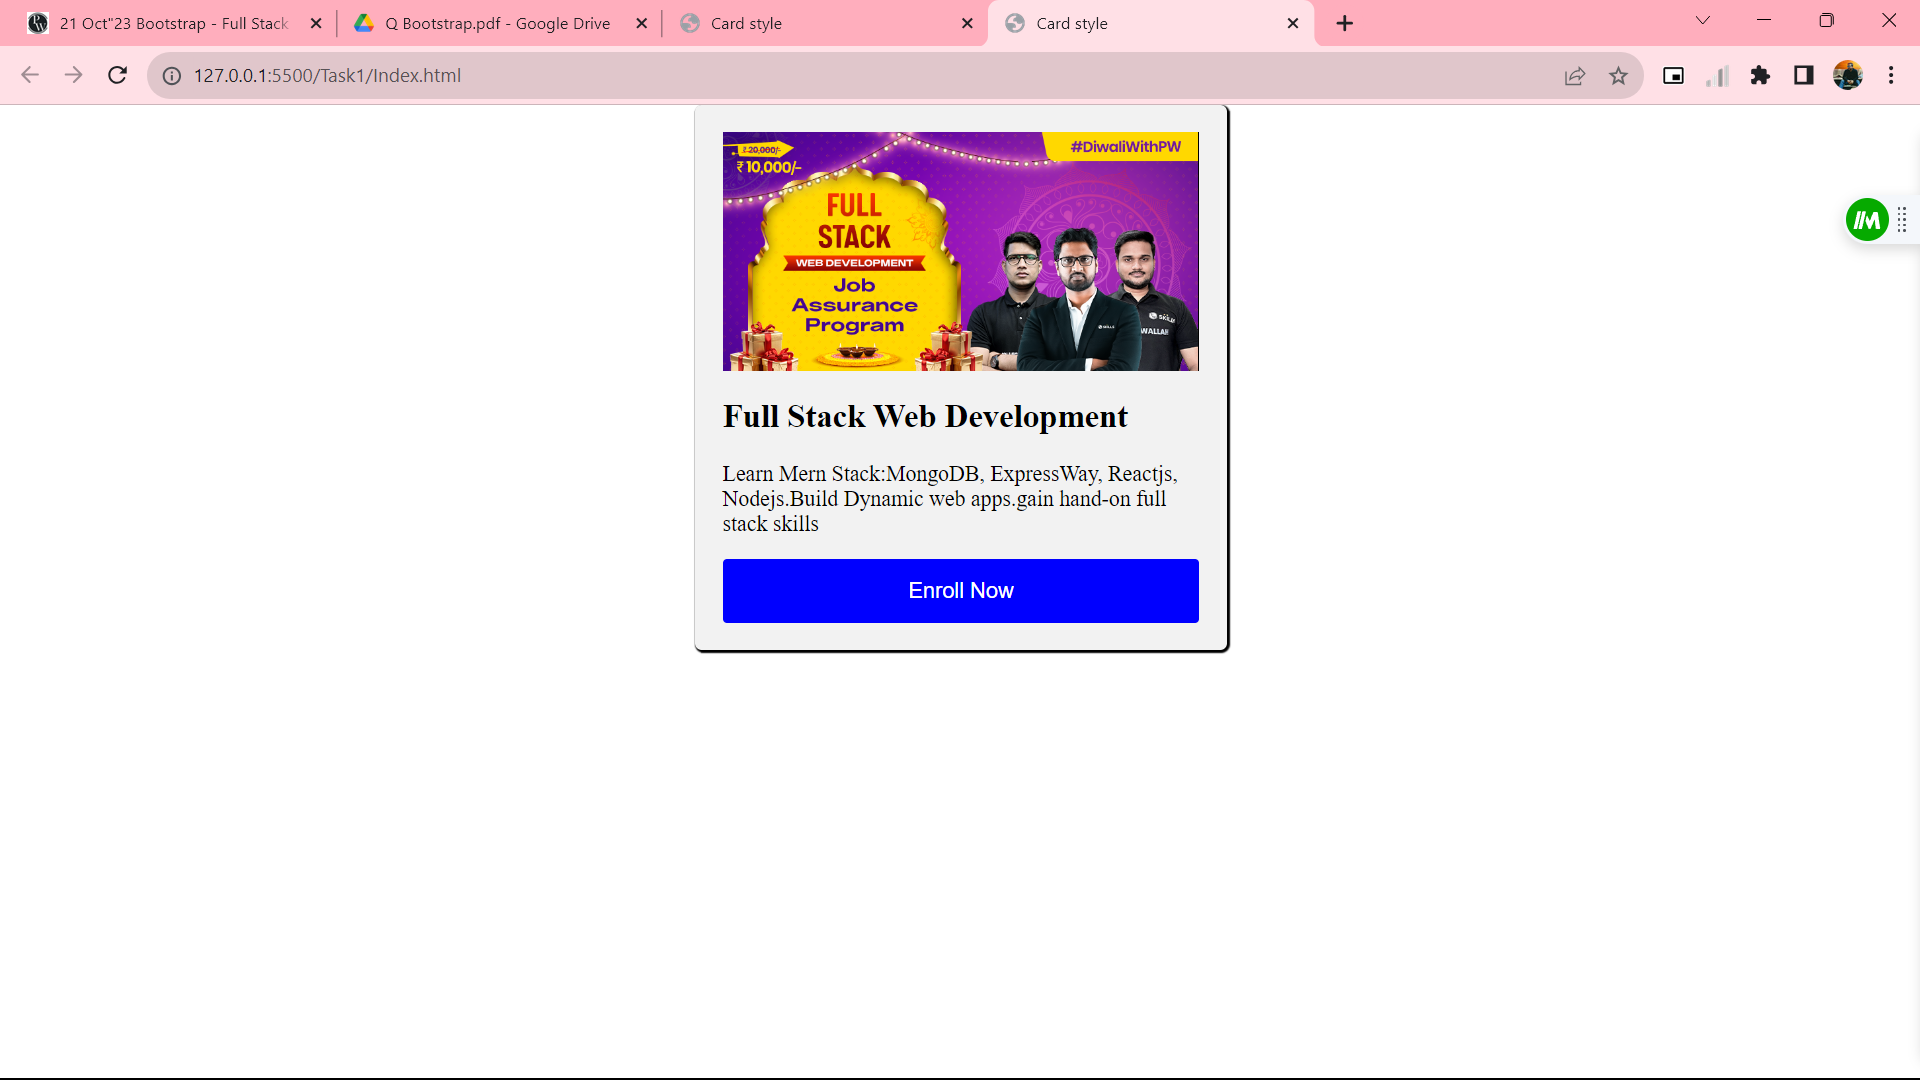 21 Oct"23 Bootstrap - Full Stack
Q Bootstrap.pdf - Google Drive
Card style
Card style
127.0.0.1:5500/Task1/Index.html
₹ 20,000/-
₹ 10,000/-
#DiwaliWithPW
FULL
STACK
WEB DEVELOPMENT
Job
Assurance
Program
SKILLS
WALLAH
Full Stack Web Development
Learn Mern Stack:MongoDB, ExpressWay, Reactjs,
Nodejs.Build Dynamic web apps.gain hand-on full
stack skills
Enroll Now